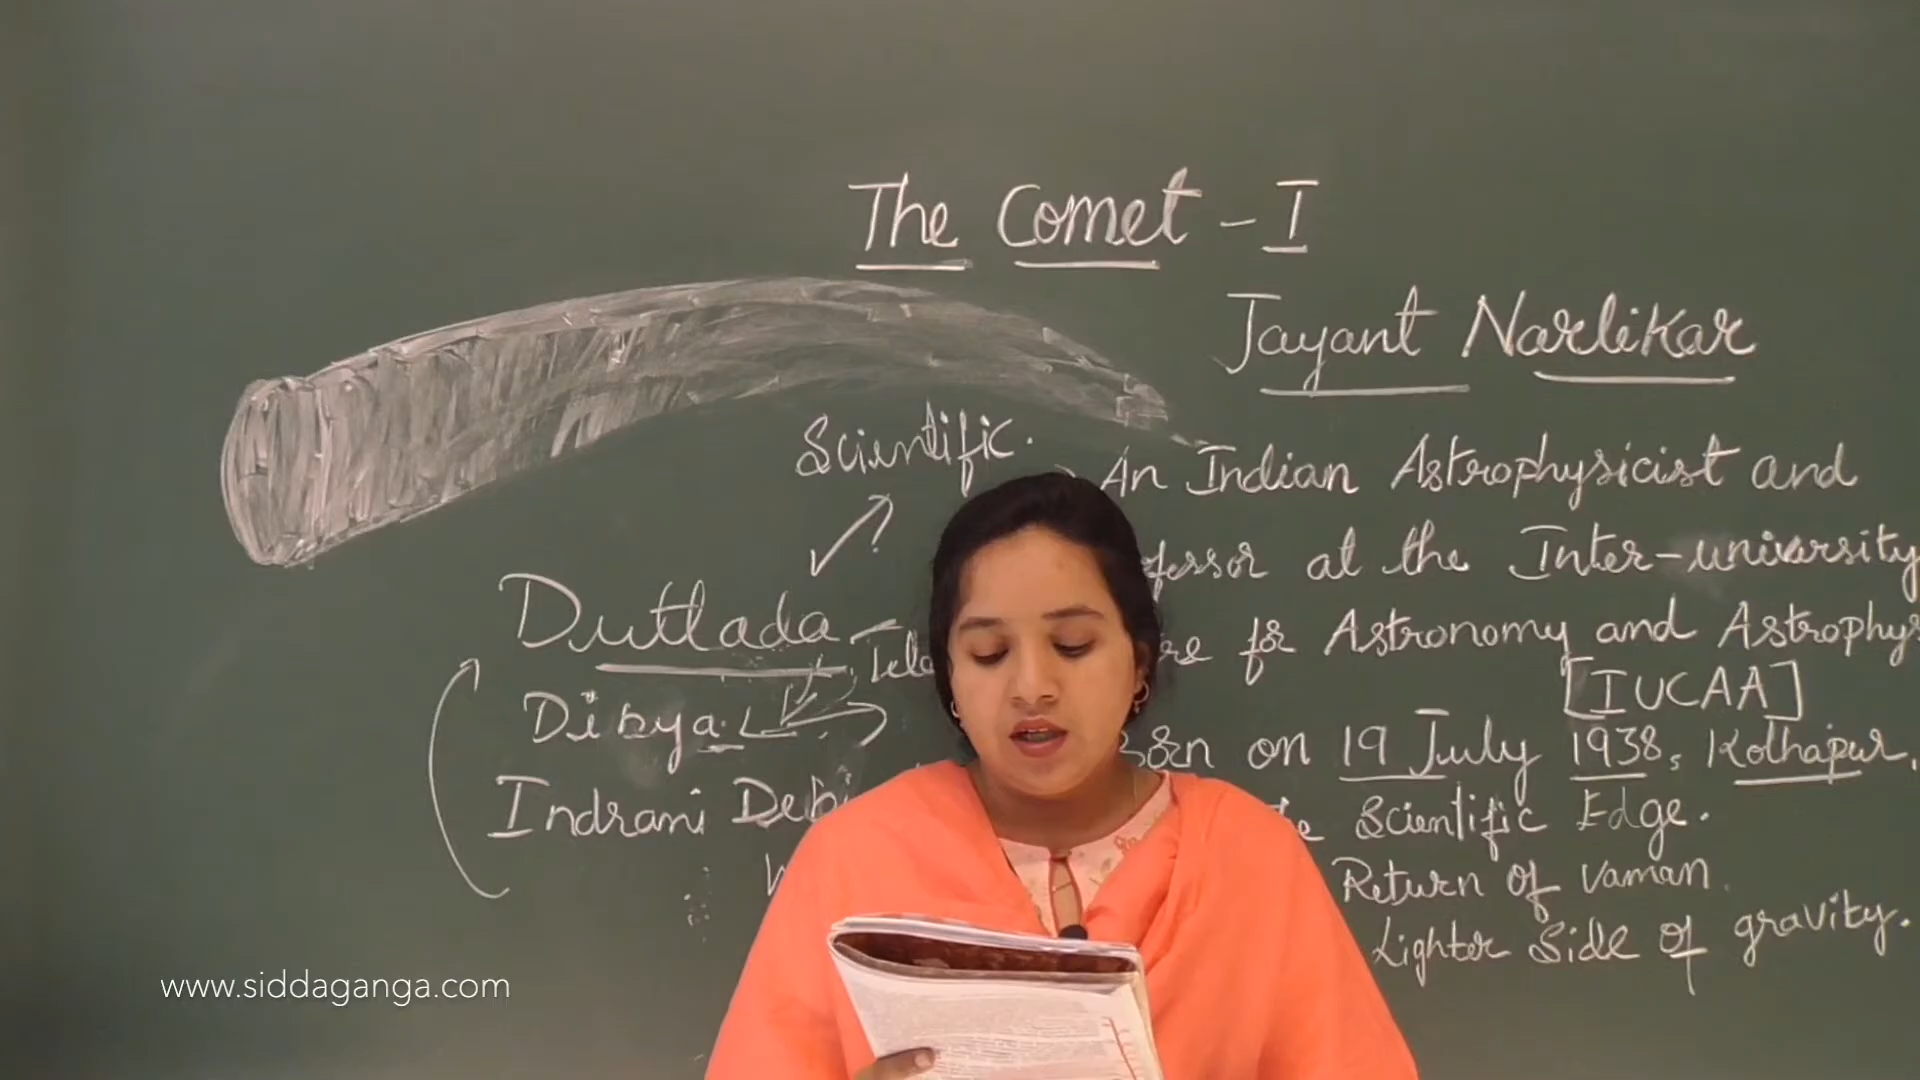 The Comet - I
Jayant Narlikar
Scientific.
An Indian Astrophysicist and
at the Inter-university
for Astronomy and
[IUCAA]
Dutlada
Dibya
Indrani Debi
on 19 July 1938, Kolhapur.
Scientific Edge.
Return of Vaman.
Lighter Side of gravity.
www.siddaganga.com